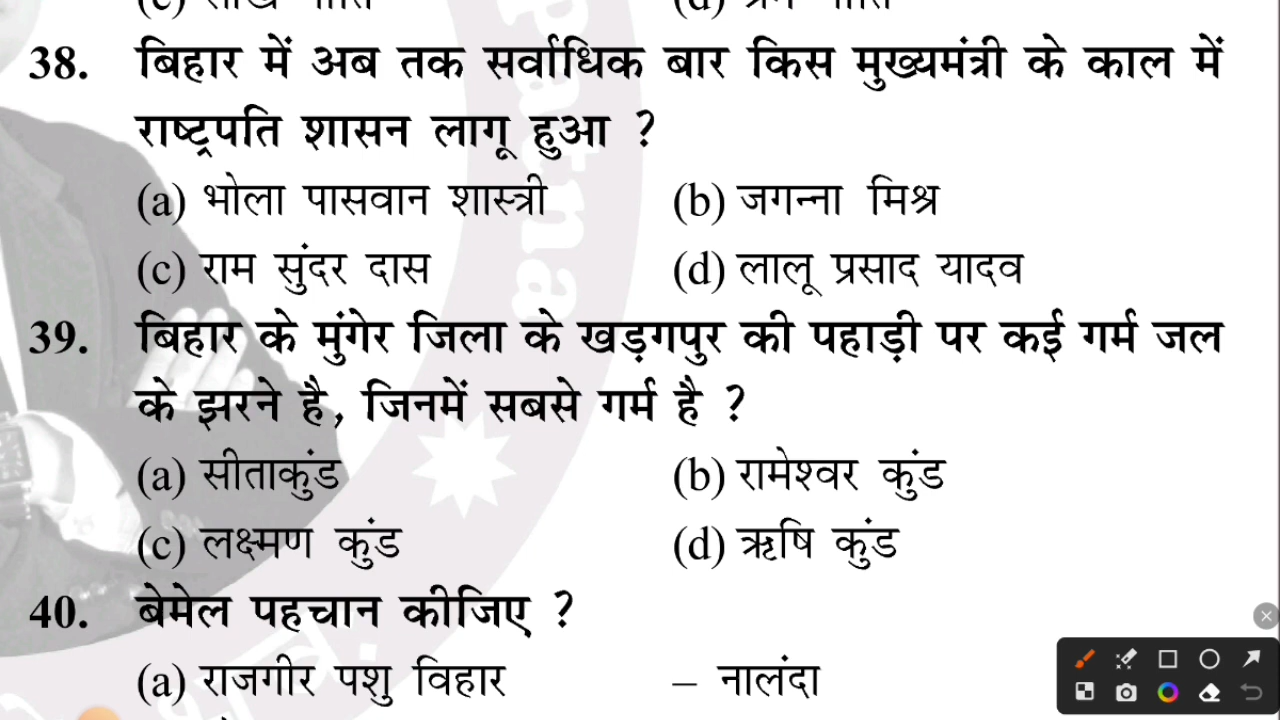 38. बिहार में अब तक सर्वाधिक बार किस मुख्यमंत्री के काल में
राष्ट्रपति शासन लागू हुआ ?
(a) भोला पासवान शास्त्री (b) जगन्ना मिश्र
(c) राम सुंदर दास (d) लालू प्रसाद यादव
39. बिहार के मुंगेर जिला के खड़गपुर की पहाड़ी पर कई गर्म जल
के झरने है, जिनमें सबसे गर्म है ?
(a) सीताकुंड (b) रामेश्वर कुंड
(c) लक्ष्मण कुंड (d) ऋषि कुंड
40. बेमेल पहचान कीजिए ?
(a) राजगीर पशु विहार – नालंदा